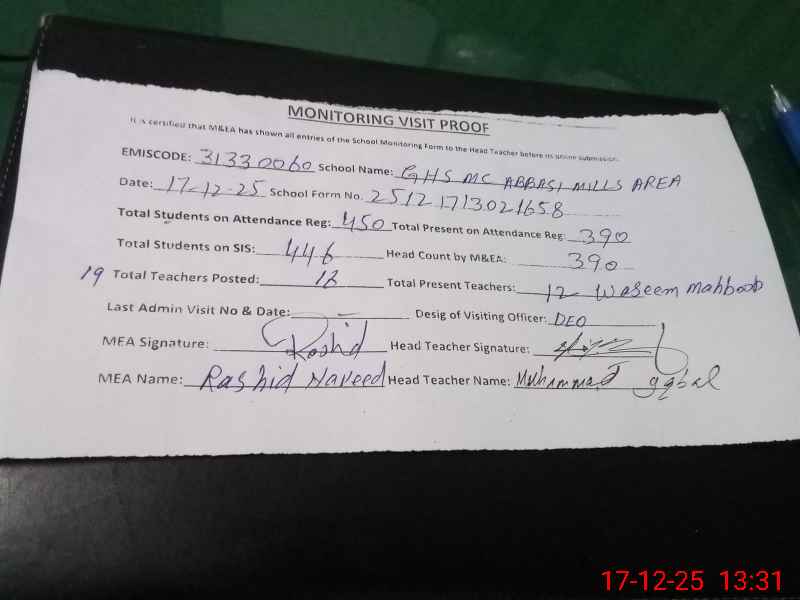 MONITORING VISIT PROOF
It is certified that M&EA has shown all entries of the School Monitoring Form to the Head Teacher before its online submission.
EMISCODE: 31330060 School Name: GHS MC ABBASI MILLS AREA
Date: 17-12-25 School Form No. 25121713021658
Total Students on Attendance Reg: 450 Total Present on Attendance Reg: 390
Total Students on SIS: 446 Head Count by M&EA: 390
19 Total Teachers Posted: Total Present Teachers: 12 Waseem mahboob
Last Admin Visit No & Date: Desig of Visiting Officer: DEO
MEA Signature: Rashid Head Teacher Signature:
MEA Name: Rashid Naveed Head Teacher Name: Muhammad Iqbal
17-12-25 13:31